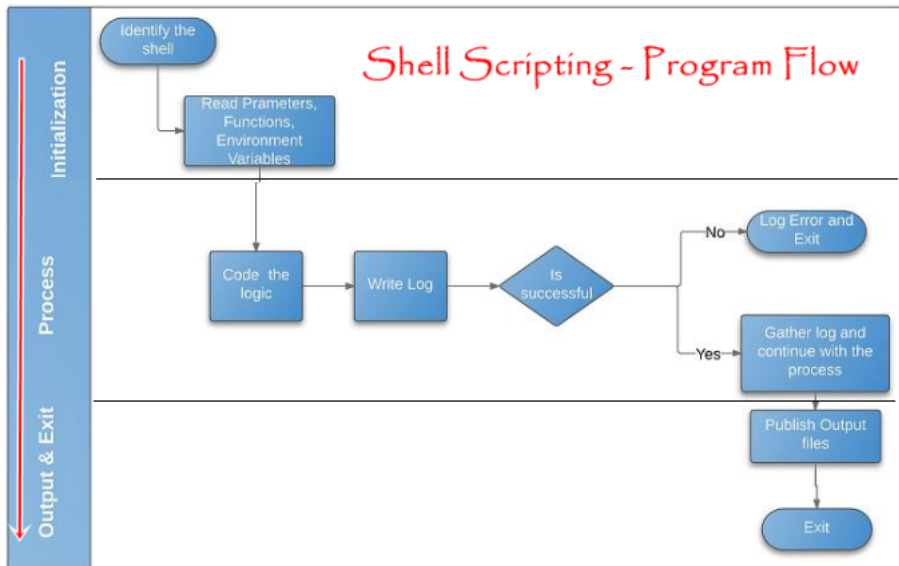 Identify the
shell
Shell Scripting - Program Flow
Initialization
Read Prameters,
Functions,
Environment
Variables
Process
Code the
logic
Write Log
Is
successful
No
Log Error and
Exit
Yes
Gather log and
continue with the
process
Output & Exit
Publish Output
files
Exit